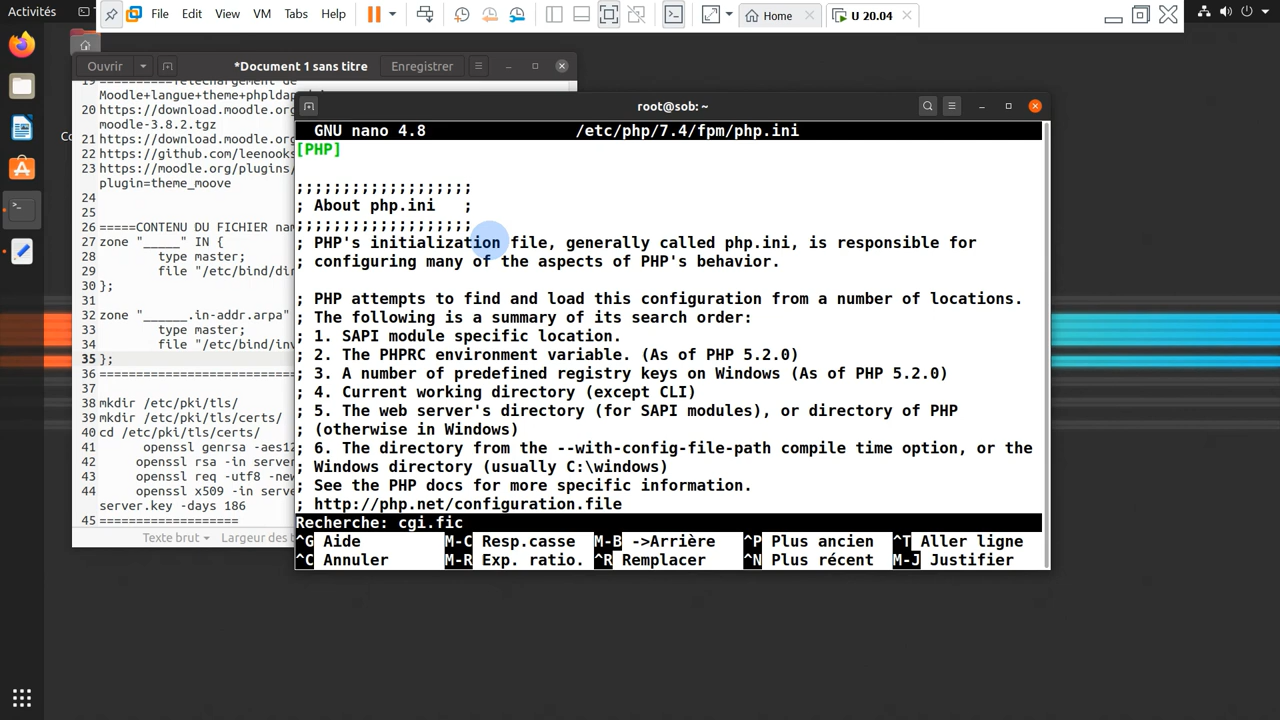 Activités
File Edit View VM Tabs Help
Home
U 20.04
Ouvrir
*Document 1 sans titre
Enregistrer
Moodle+langue+theme+phplda
20 https://download.moodle.org
moodle-3.8.2.tgz
21 https://download.moodle.org
22 https://github.com/leenooks
23 https://moodle.org/plugins/
plugin=theme_moove
24
25
26 =====CONTENU DU FICHIER nam
27 zone "_____" IN {
28 type master;
29 file "/etc/bind/dir
30 };
31
32 zone "______.in-addr.arpa"
33 type master;
34 file "/etc/bind/inv
35 };
36 ===========================
37
38 mkdir /etc/pki/tls/
39 mkdir /etc/pki/tls/certs/
40 cd /etc/pki/tls/certs/
41 openssl genrsa -aes12
42 openssl rsa -in server
43 openssl req -utf8 -new
44 openssl x509 -in serve
server.key -days 186
45 ===================
Texte brut
Largeur des
root@sob: ~
GNU nano 4.8 /etc/php/7.4/fpm/php.ini
[PHP]
;;;;;;;;;;;;;;;;;;;
; About php.ini ;
;;;;;;;;;;;;;;;;;;;
; PHP's initialization file, generally called php.ini, is responsible for
; configuring many of the aspects of PHP's behavior.
; PHP attempts to find and load this configuration from a number of locations.
; The following is a summary of its search order:
; 1. SAPI module specific location.
; 2. The PHPRC environment variable. (As of PHP 5.2.0)
; 3. A number of predefined registry keys on Windows (As of PHP 5.2.0)
; 4. Current working directory (except CLI)
; 5. The web server's directory (for SAPI modules), or directory of PHP
; (otherwise in Windows)
; 6. The directory from the --with-config-file-path compile time option, or the
; Windows directory (usually C:\windows)
; See the PHP docs for more specific information.
; http://php.net/configuration.file
Recherche: cgi.fic
^G Aide M-C Resp.casse M-B ->Arrière ^P Plus ancien ^T Aller ligne
^C Annuler M-R Exp. ratio. ^R Remplacer ^N Plus récent M-J Justifier